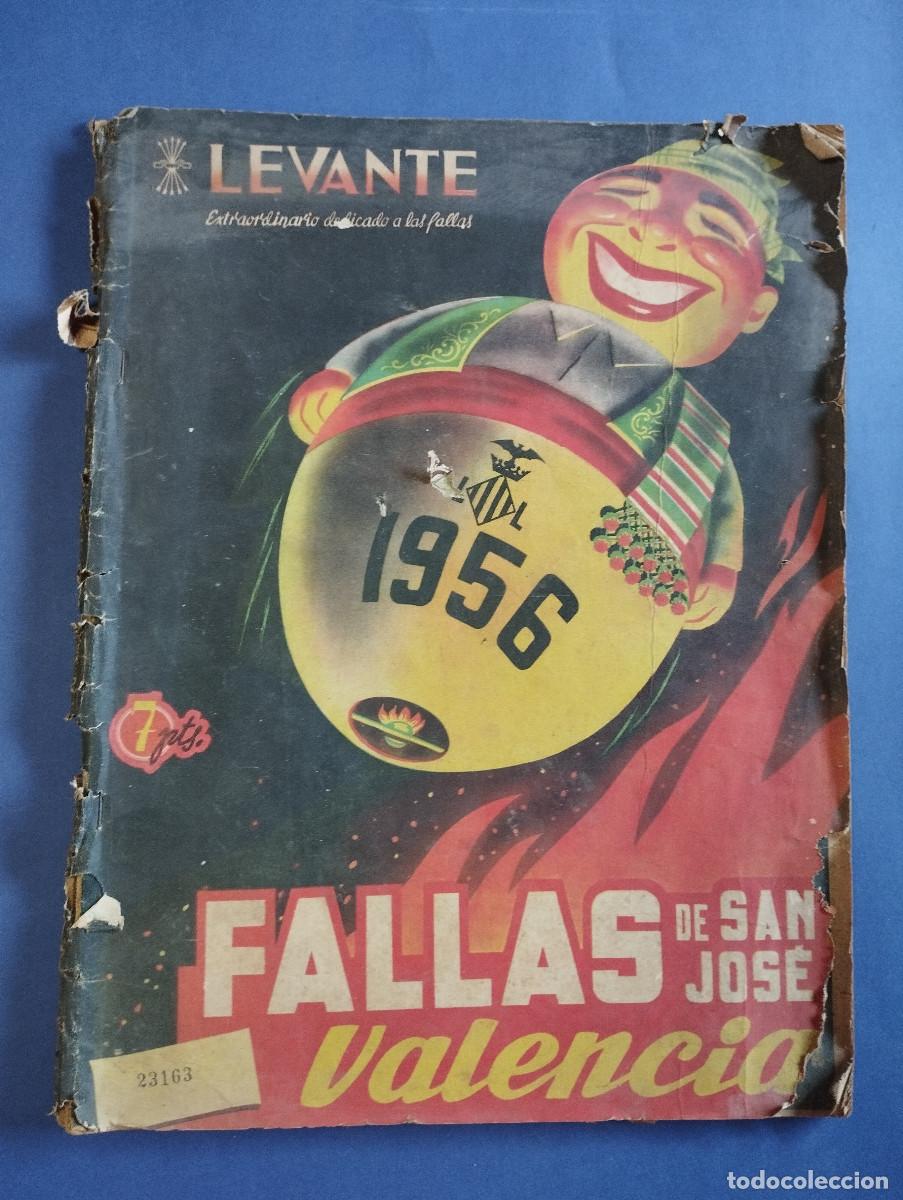 LEVANTE
Extraordinario dedicado a las fallas
L L
1956
7 pts.
FALLAS DE SAN JOSÉ
Valencia
23163
todocoleccion